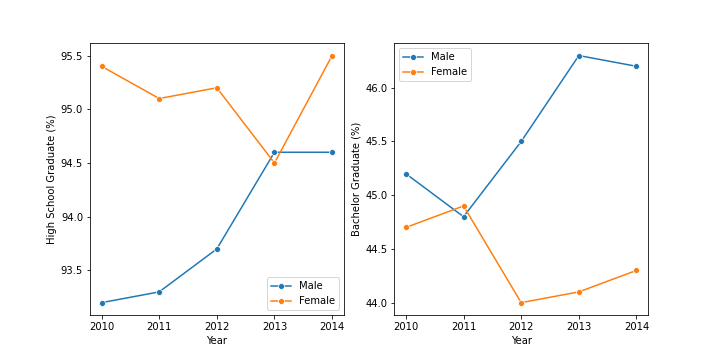 High School Graduate (%)
95.5
95.0
94.5
94.0
93.5
2010 2011 2012 2013 2014
Year
Male
Female
Bachelor Graduate (%)
46.0
45.5
45.0
44.5
44.0
2010 2011 2012 2013 2014
Year
Male
Female